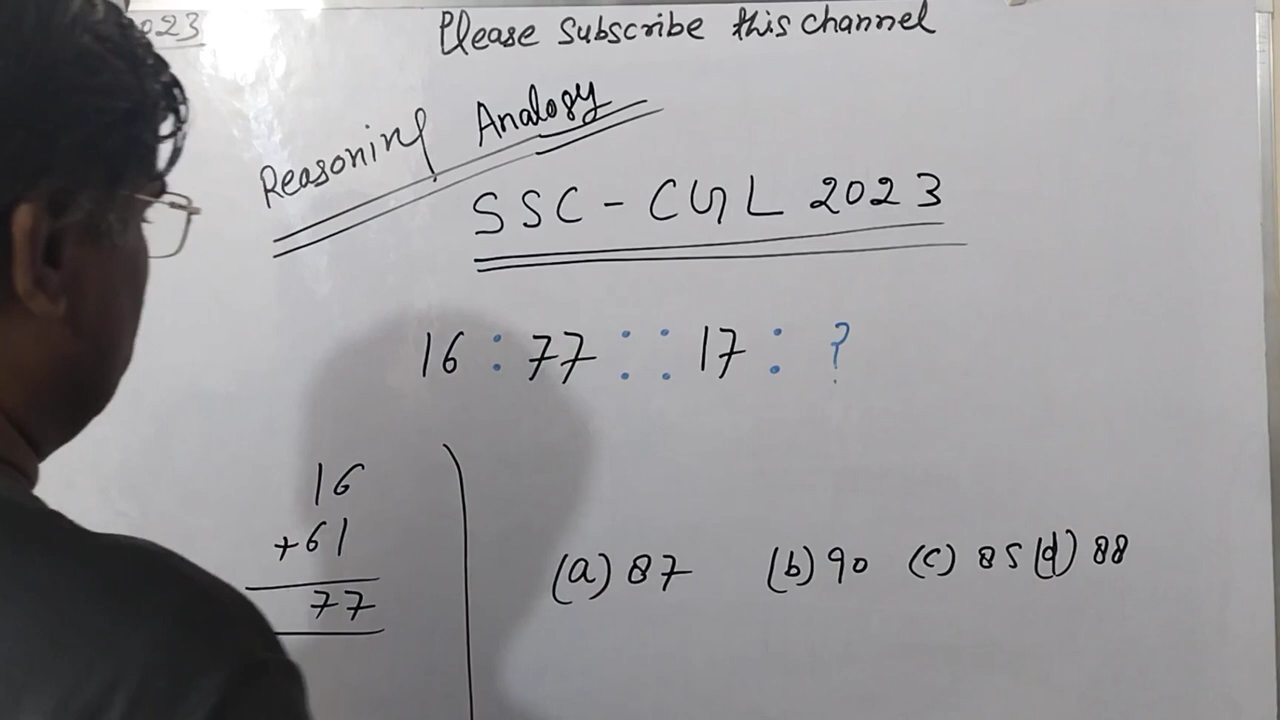 023
Please Subscribe this channel
Reasoning Analogy
SSC-CGL 2023
16 : 77 : : 17 : ?
16
+61
77
(a) 87 (b) 90 (c) 85 (d) 88